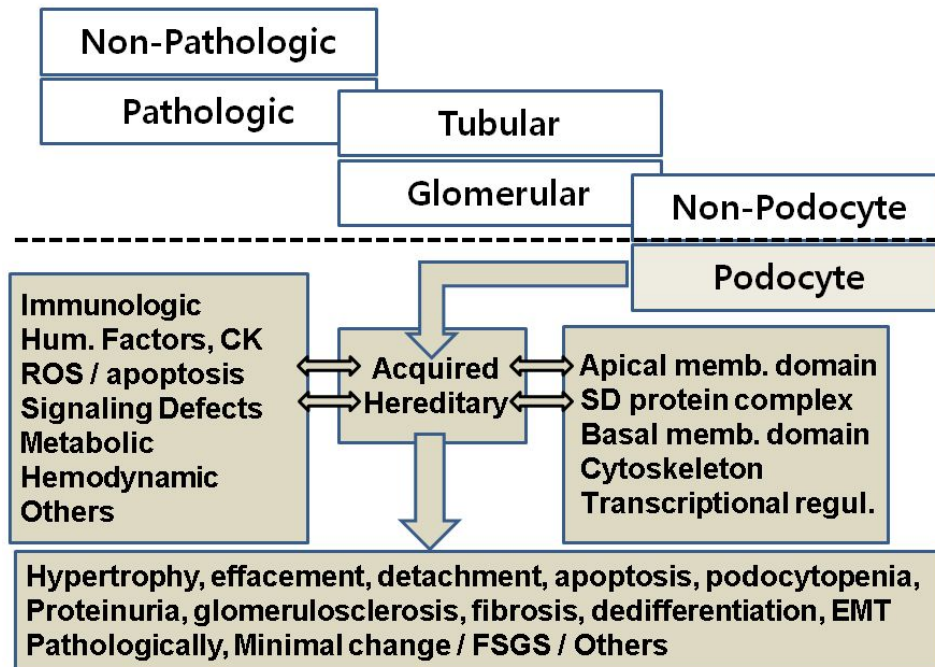 Non-Pathologic
Pathologic
Tubular
Glomerular
Non-Podocyte
Podocyte
Immunologic
Hum. Factors, CK
ROS / apoptosis
Signaling Defects
Metabolic
Hemodynamic
Others
Acquired
Hereditary
Apical memb. domain
SD protein complex
Basal memb. domain
Cytoskeleton
Transcriptional regul.
Hypertrophy, effacement, detachment, apoptosis, podocytopenia,
Proteinuria, glomerulosclerosis, fibrosis, dedifferentiation, EMT
Pathologically, Minimal change / FSGS / Others